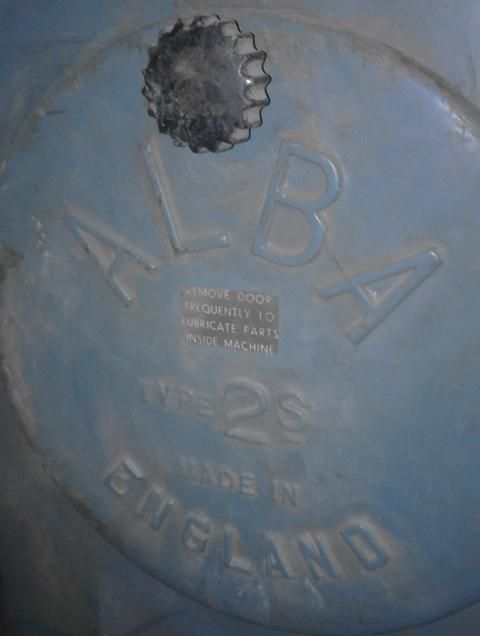 ALBA
REMOVE DOOR
FREQUENTLY TO
LUBRICATE PARTS
INSIDE MACHINE
TYPE 2S
MADE IN
ENGLAND